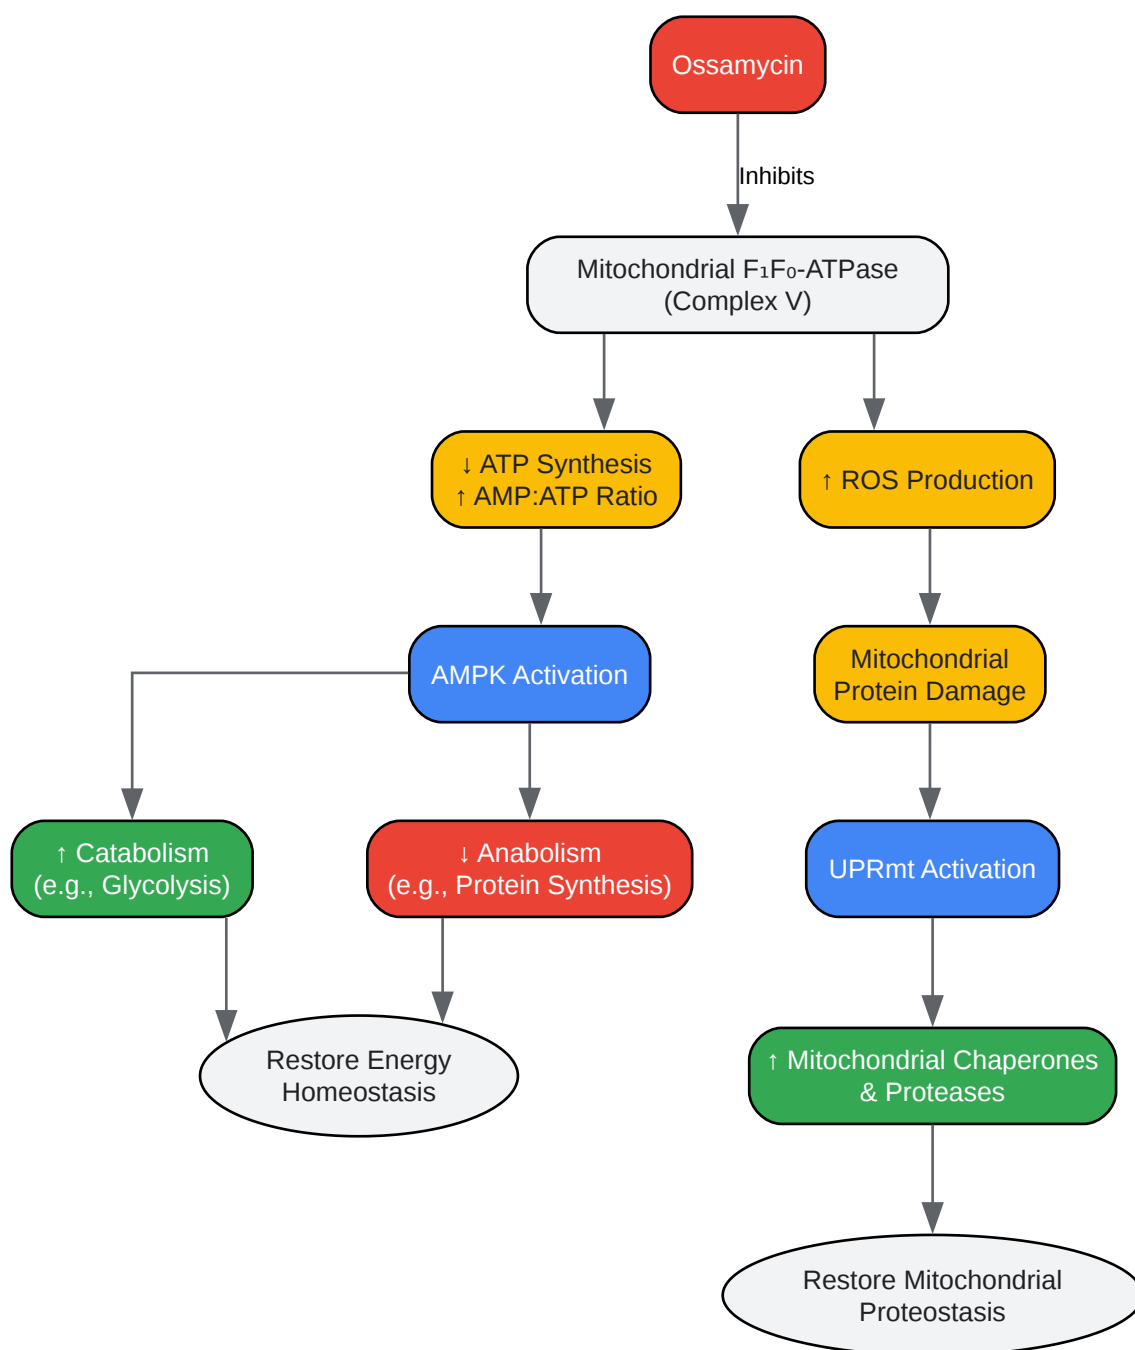 Ossamycin
Inhibits
Mitochondrial F₁F₀-ATPase
(Complex V)
↓ ATP Synthesis
↑ AMP:ATP Ratio
↑ ROS Production
AMPK Activation
Mitochondrial
Protein Damage
↑ Catabolism
(e.g., Glycolysis)
↓ Anabolism
(e.g., Protein Synthesis)
UPRmt Activation
Restore Energy
Homeostasis
↑ Mitochondrial Chaperones
& Proteases
Restore Mitochondrial
Proteostasis